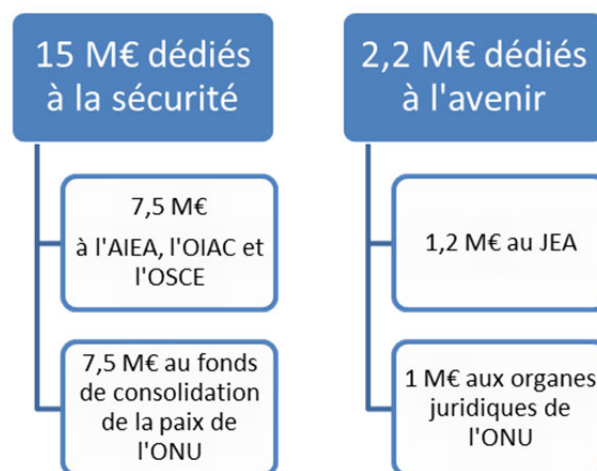 15 M€ dédiés
à la sécurité
7,5 M€
à l'AIEA, l'OIAC et
l'OSCE
7,5 M€ au fonds
de consolidation
de la paix de
l'ONU
2,2 M€ dédiés
à l'avenir
1,2 M€ au JEA
1 M€ aux organes
juridiques de
l'ONU